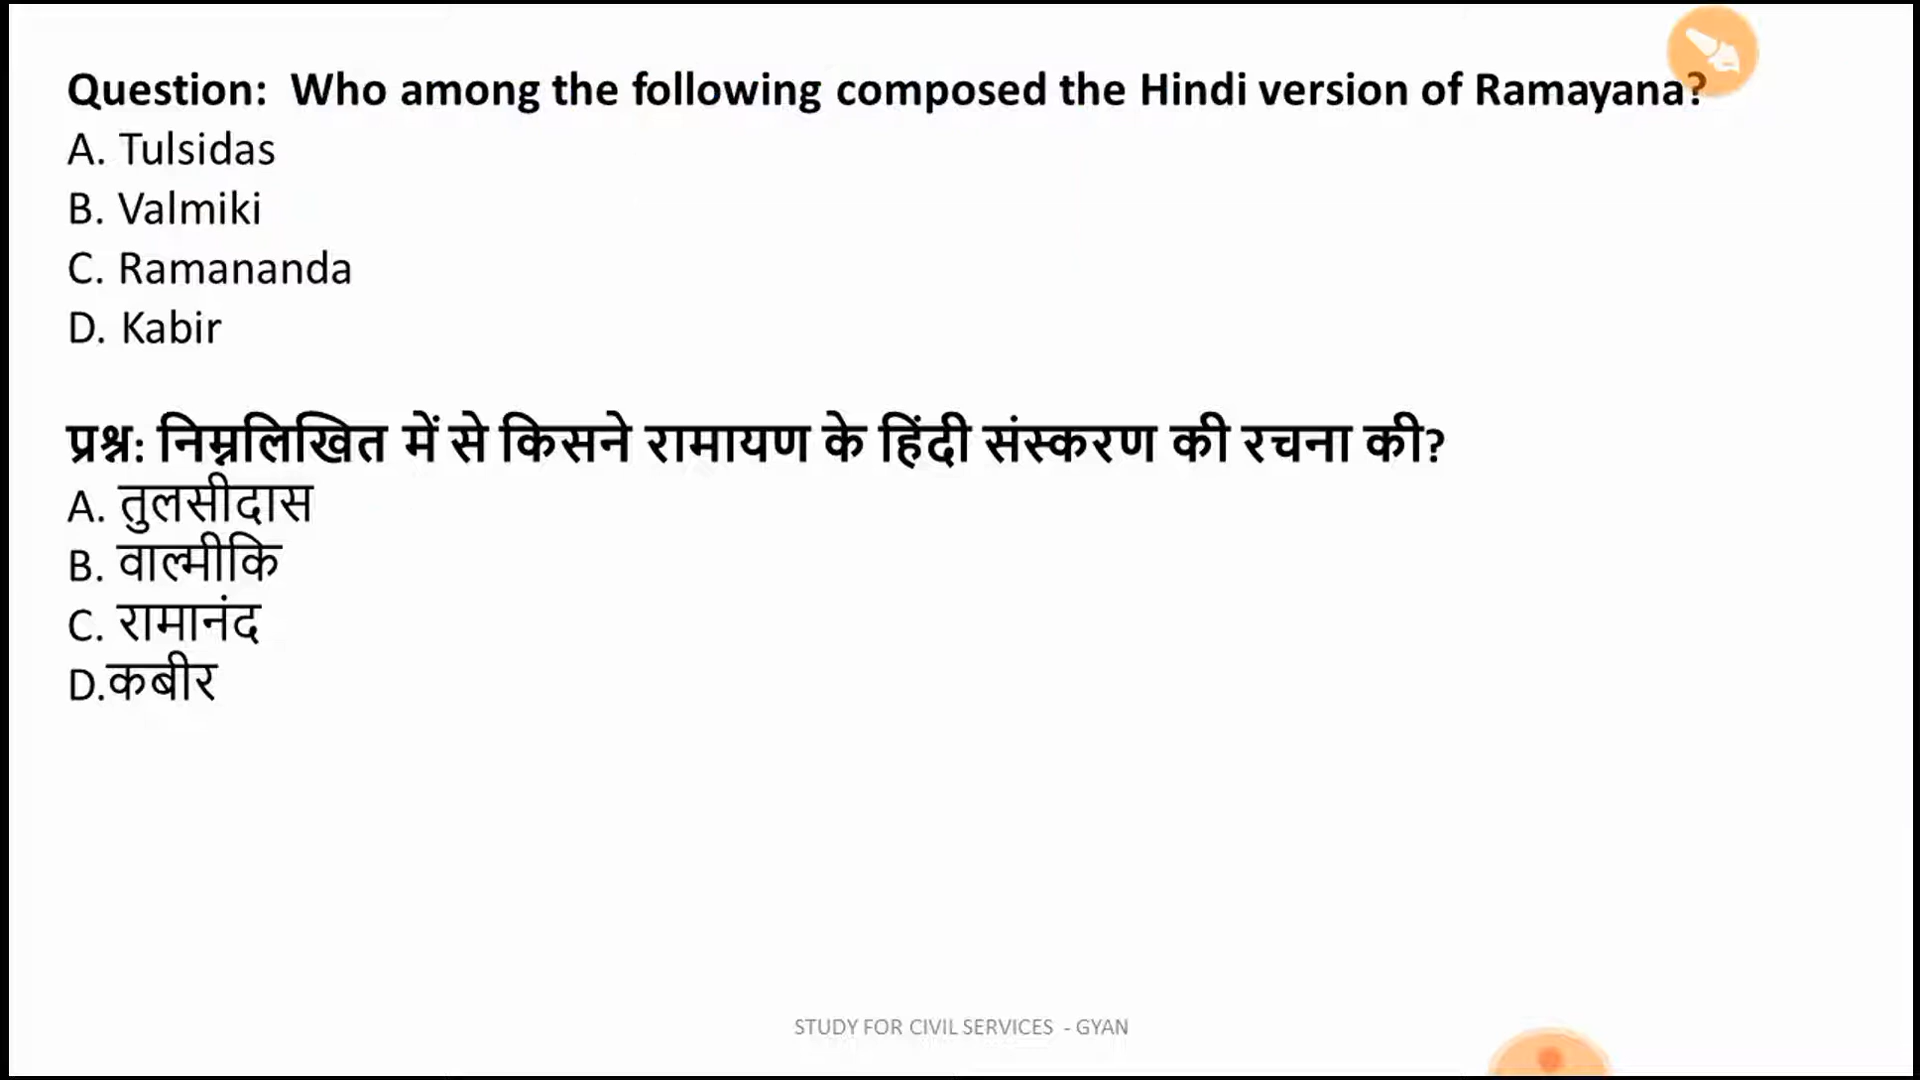 Question:  Who among the following composed the Hindi version of Ramayana?
A. Tulsidas
B. Valmiki
C. Ramananda
D. Kabir
प्रश्न: निम्नलिखित में से किसने रामायण के हिंदी संस्करण की रचना की?
A. तुलसीदास
B. वाल्मीकि
C. रामानंद
D.कबीर
STUDY FOR CIVIL SERVICES  - GYAN